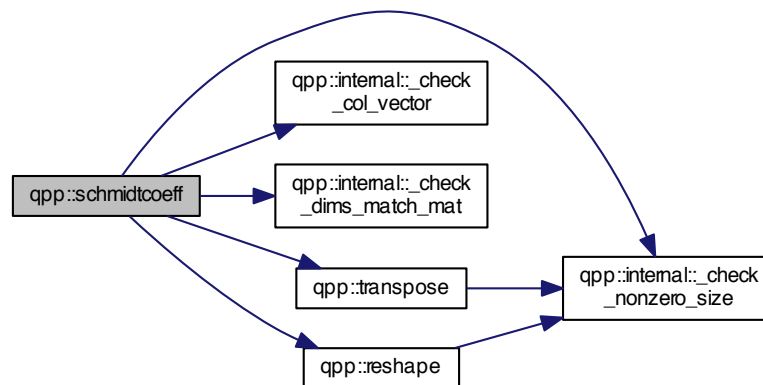 qpp::internal::_check
_col_vector
qpp::schmidtcoeff
qpp::internal::_check
_dims_match_mat
qpp::transpose
qpp::internal::_check
_nonzero_size
qpp::reshape